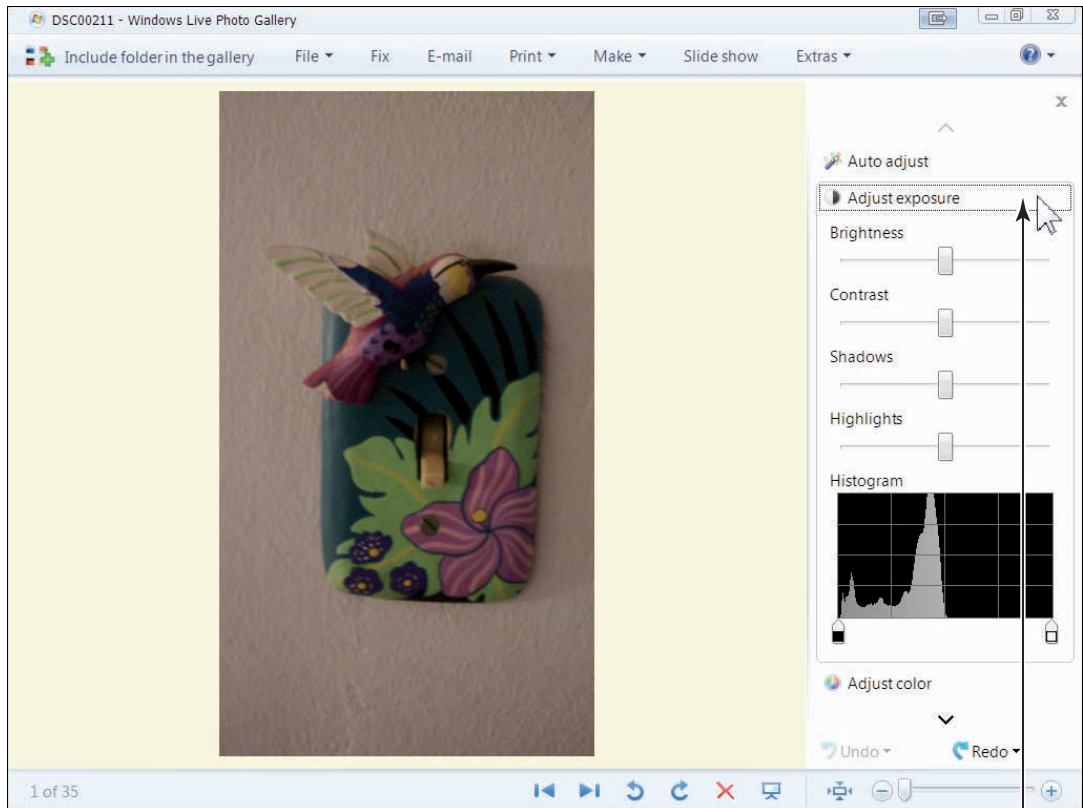 DSC00211 - Windows Live Photo Gallery
Include folder in the gallery File Fix E-mail Print Make Slide show Extras
Auto adjust
Adjust exposure
Brightness
Contrast
Shadows
Highlights
Histogram
Adjust color
Undo Redo
1 of 35